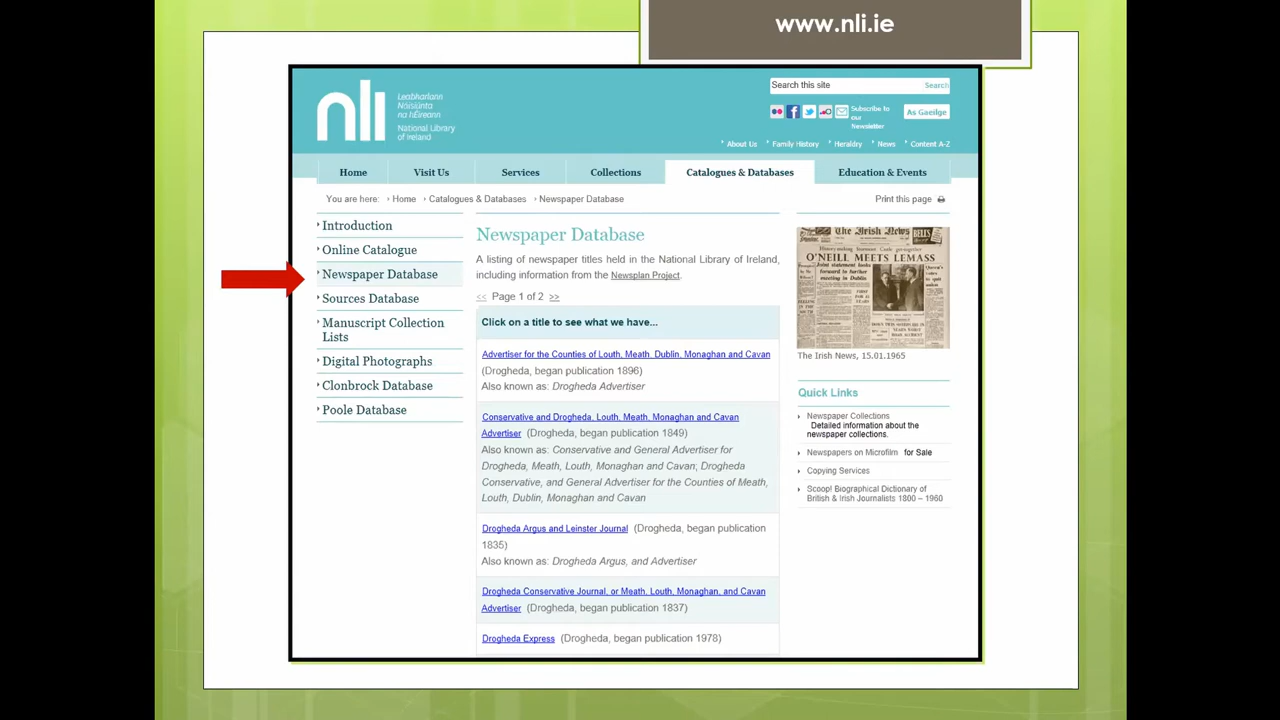 www.nli.ie
nli
Leabharlann
Náisiúnta
na hÉireann
National Library
of Ireland
Search this site
Search
Subscribe to
our
Newsletter
As Gaeilge
About Us
Family History
Heraldry
News
Content A-Z
Home
Visit Us
Services
Collections
Catalogues & Databases
Education & Events
You are here: › Home › Catalogues & Databases › Newspaper Database
Print this page
Introduction
Online Catalogue
Newspaper Database
Sources Database
Manuscript Collection
Lists
Digital Photographs
Clonbrock Database
Poole Database
Newspaper Database
A listing of newspaper titles held in the National Library of Ireland,
including information from the Newsplan Project.
<< Page 1 of 2 >>
Click on a title to see what we have...
Advertiser for the Counties of Louth, Meath, Dublin, Monaghan and Cavan
(Drogheda, began publication 1896)
Also known as: Drogheda Advertiser
Conservative and Drogheda, Louth, Meath, Monaghan and Cavan
Advertiser (Drogheda, began publication 1849)
Also known as: Conservative and General Advertiser for
Drogheda, Meath, Louth, Monaghan and Cavan; Drogheda
Conservative, and General Advertiser for the Counties of Meath,
Louth, Dublin, Monaghan and Cavan
Drogheda Argus and Leinster Journal (Drogheda, began publication
1835)
Also known as: Drogheda Argus, and Advertiser
Drogheda Conservative Journal, or Meath, Louth, Monaghan, and Cavan
Advertiser (Drogheda, began publication 1837)
Drogheda Express (Drogheda, began publication 1978)
The Irish News
O'NEILL MEETS LEMASS
Joint statement looks
forward to further
meeting in Dublin
The Irish News, 15.01.1965
Quick Links
Newspaper Collections
Detailed information about the
newspaper collections.
Newspapers on Microfilm for Sale
Copying Services
Scoop! Biographical Dictionary of
British & Irish Journalists 1800 – 1960